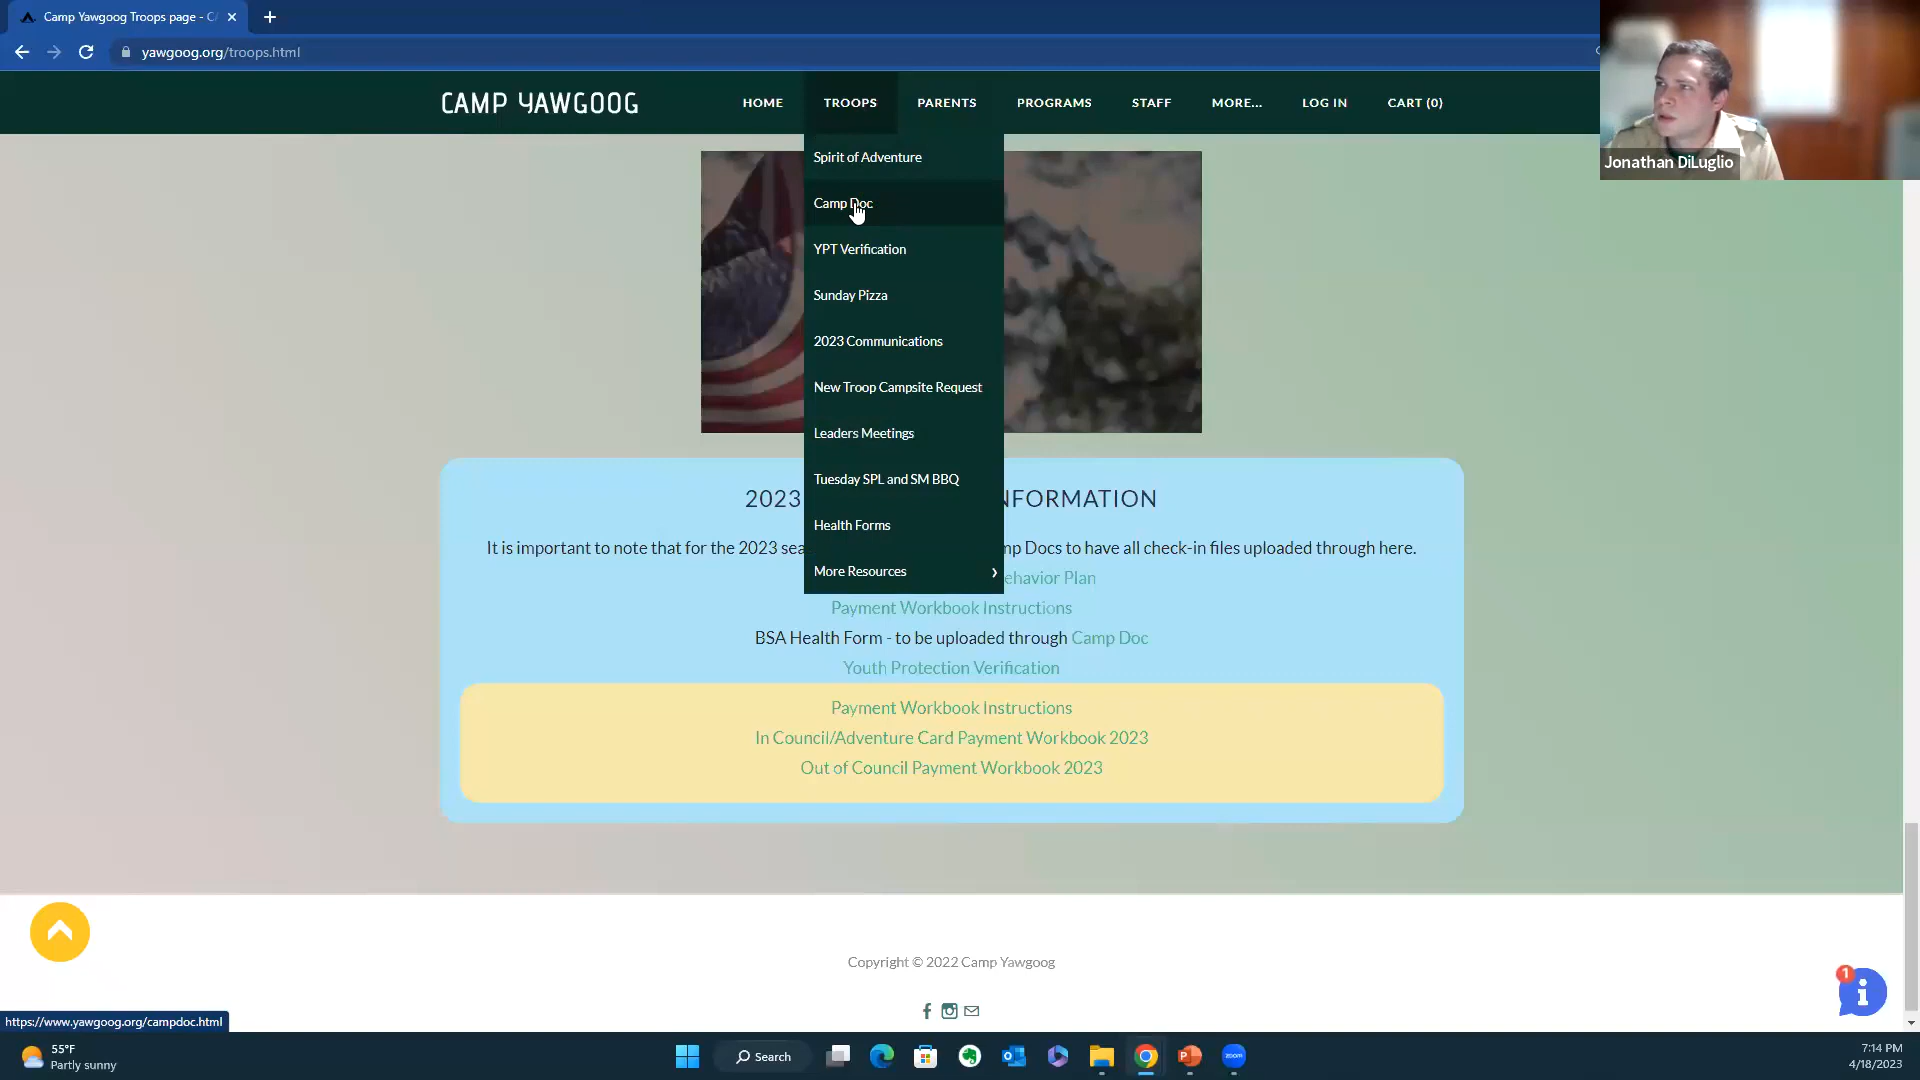 Camp Yawgoog Troops page - C
yawgoog.org/troops.html
CAMP YAWGOOG
HOME
TROOPS
PARENTS
PROGRAMS
STAFF
MORE...
LOG IN
CART (0)
Jonathan DiLuglio
Spirit of Adventure
Camp Doc
YPT Verification
Sunday Pizza
2023 Communications
New Troop Campsite Request
Leaders Meetings
Tuesday SPL and SM BBQ
Health Forms
More Resources
2023 NFORMATION
It is important to note that for the 2023 sea mp Docs to have all check-in files uploaded through here.
ehavior Plan
Payment Workbook Instructions
BSA Health Form - to be uploaded through Camp Doc
Youth Protection Verification
Payment Workbook Instructions
In Council/Adventure Card Payment Workbook 2023
Out of Council Payment Workbook 2023
Copyright © 2022 Camp Yawgoog
1
https://www.yawgoog.org/campdoc.html
55°F
Partly sunny
Search
zoom
7:14 PM
4/18/2023